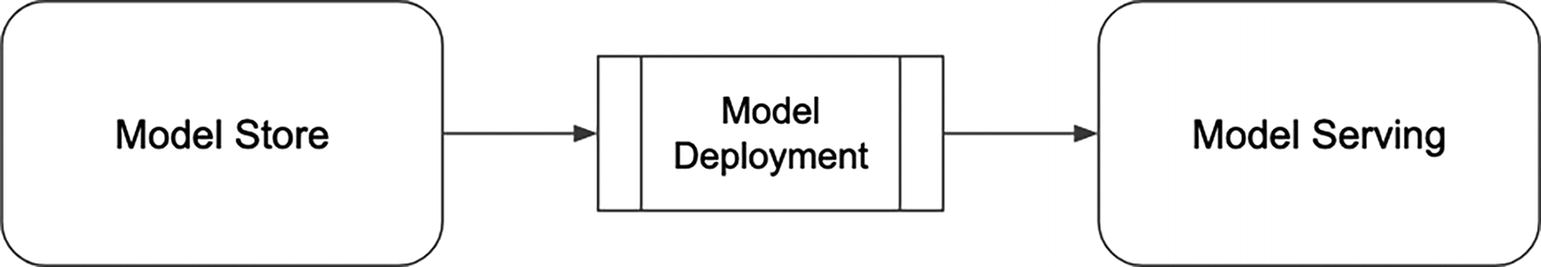 Model Store
Model
Deployment
Model Serving